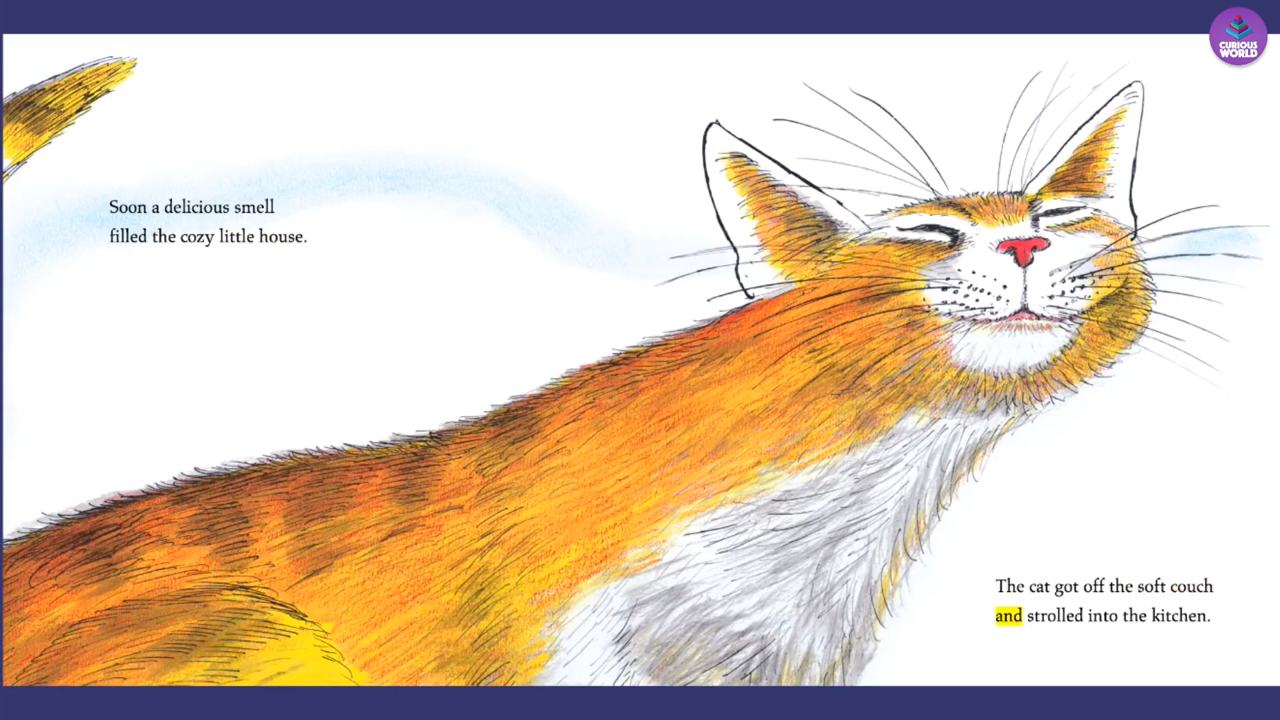 CURIOUS
WORLD
Soon a delicious smell
filled the cozy little house.
The cat got off the soft couch
and strolled into the kitchen.